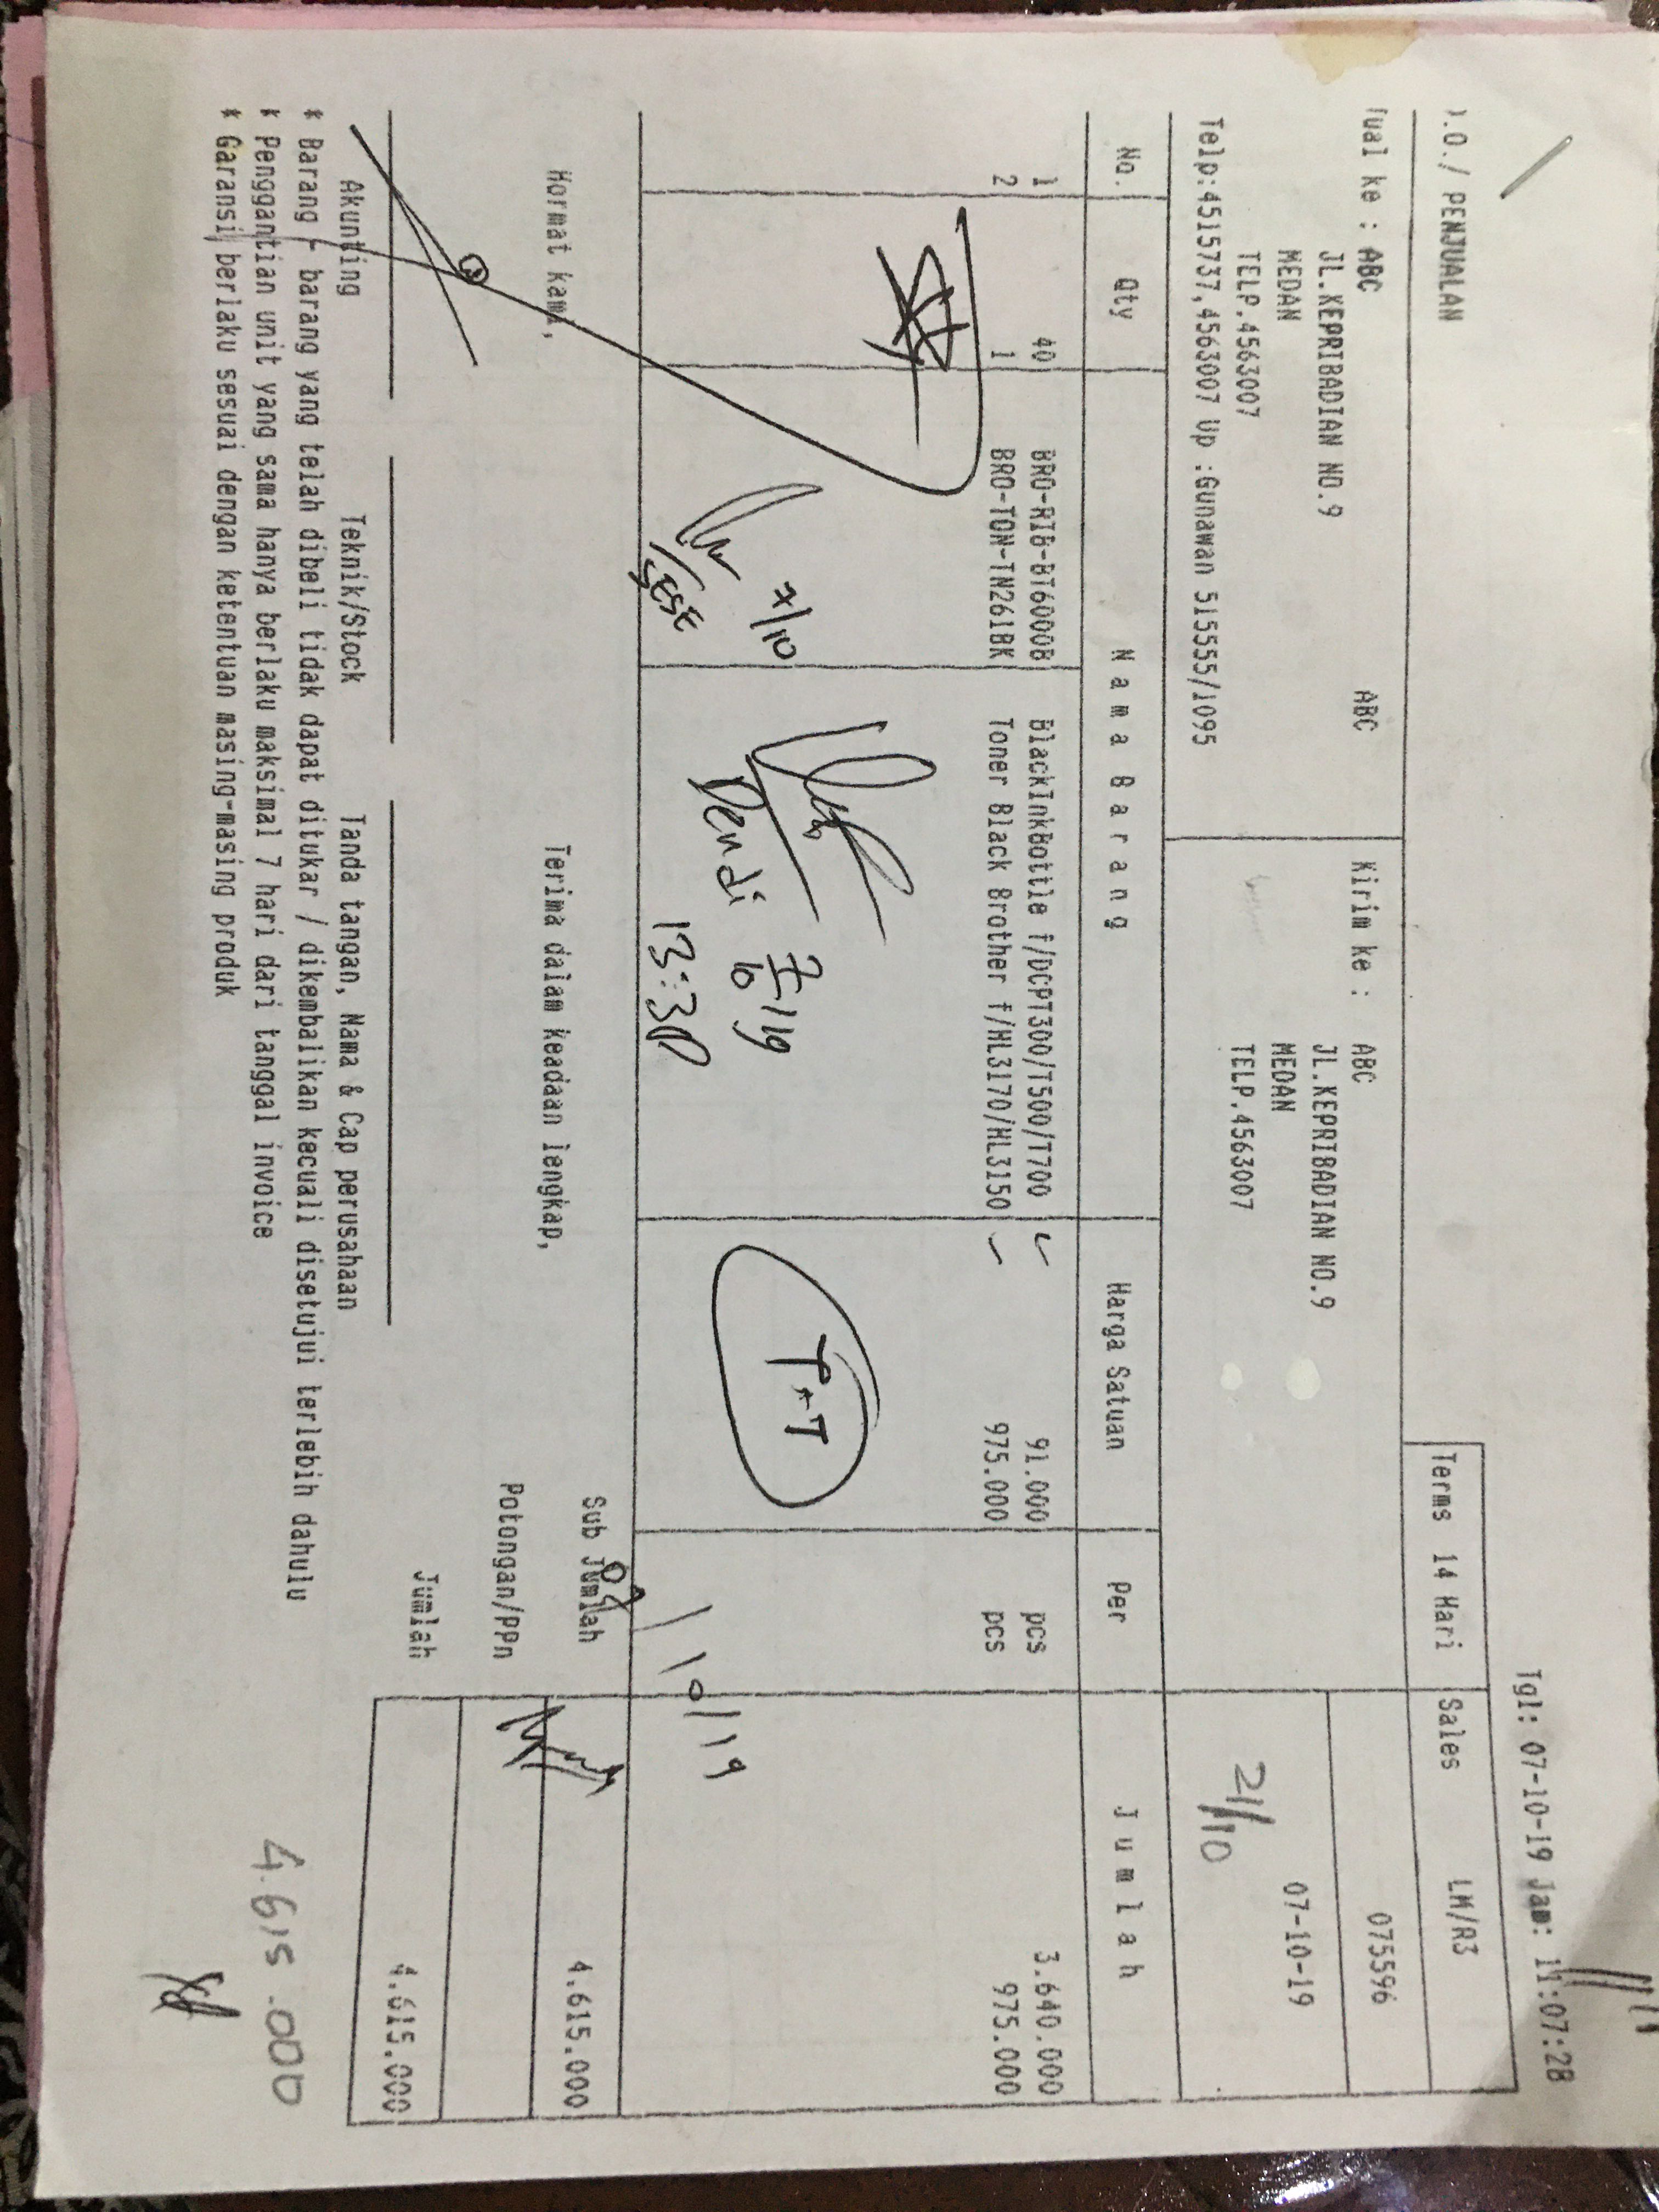 Tgl: 07-10-19 Jam: 11:07:28
.O./ PENJUALAN
Terms 14 Hari
Sales LM/R3
ual ke : ABC ABC
Kirim ke : ABC
075596
JL.KEPRIBADIAN NO.9
JL.KEPRIBADIAN NO.9
MEDAN
MEDAN
07-10-19
TELP.4563007
TELP.4563007
21/10
Telp:4515737,4563007 Up :Gunawan 515555/1095
No. Qty Nama Barang Harga Satuan Per Jumlah
1 40 BRO-RIB-BT6000B BlackInkBottle f/DCPT300/T500/T700 91.000 pcs 3.640.000
2 1 BRO-TON-TN261BK Toner Black Brother f/HL3170/HL3150 975.000 pcs 975.000
7/10
T-T
Dendi 7/10/19
13:30
10/19
Sub Jumlah 4.615.000
Hormat kami,
Terima dalam keadaan lengkap,
Potongan/PPn
Jumlah 4.615.000
Akunting Teknik/Stock Tanda tangan, Nama & Cap perusahaan
* Barang - barang yang telah dibeli tidak dapat ditukar / dikembalikan kecuali disetujui terlebih dahulu
* Penggantian unit yang sama hanya berlaku maksimal 7 hari dari tanggal invoice
* Garansi berlaku sesuai dengan ketentuan masing-masing produk
4.615.000